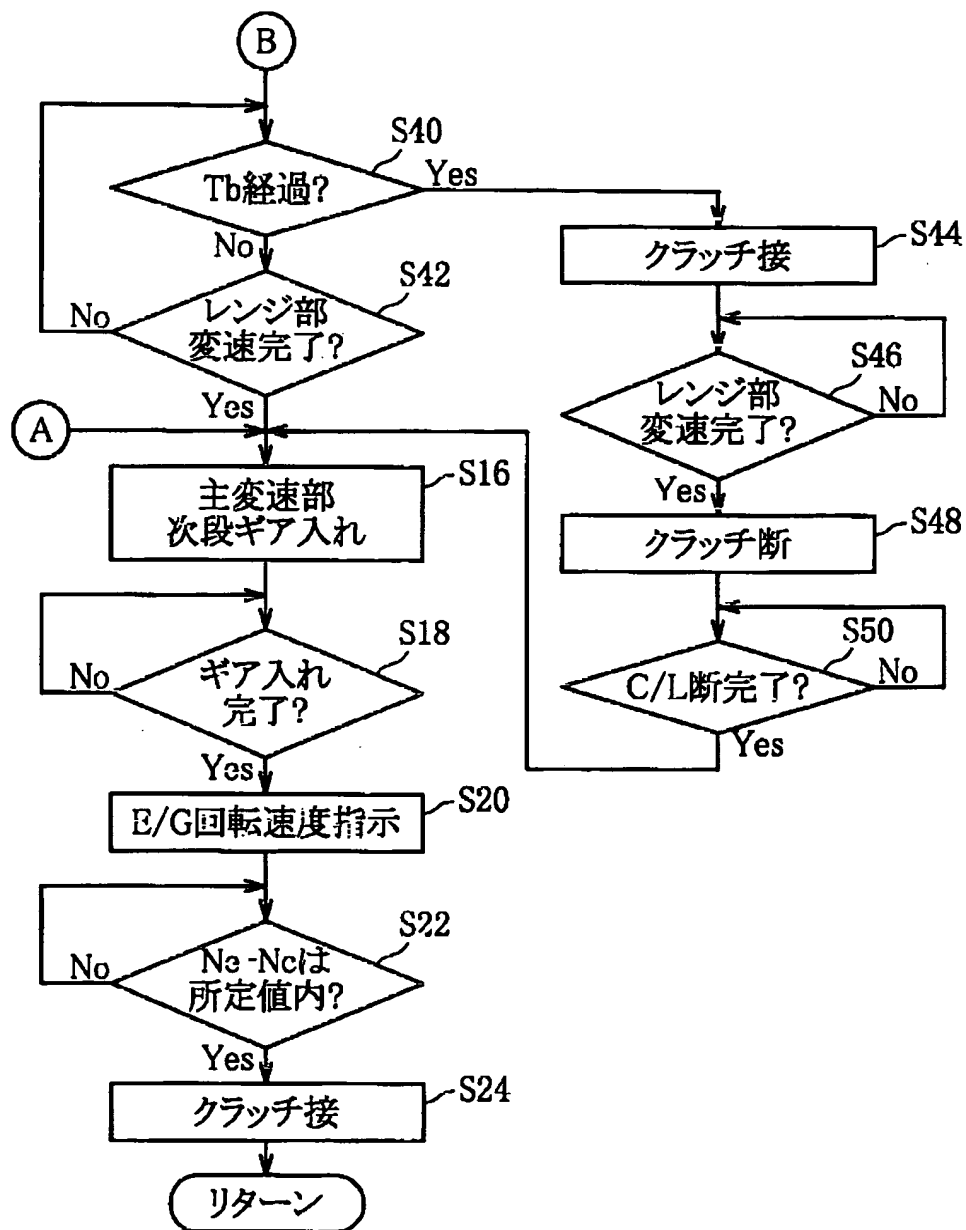 B
S40
Tb経過?
Yes
No
S42
レンジ部
変速完了?
No
Yes
A
S16
主変速部
次段ギア入れ
S18
ギア入れ
完了?
No
Yes
S20
E/G回転速度指示
S22
Ne-Ncは
所定値内?
No
Yes
S24
クラッチ接
リターン
S44
クラッチ接
S46
レンジ部
変速完了?
No
Yes
S48
クラッチ断
S50
C/L断完了?
No
Yes